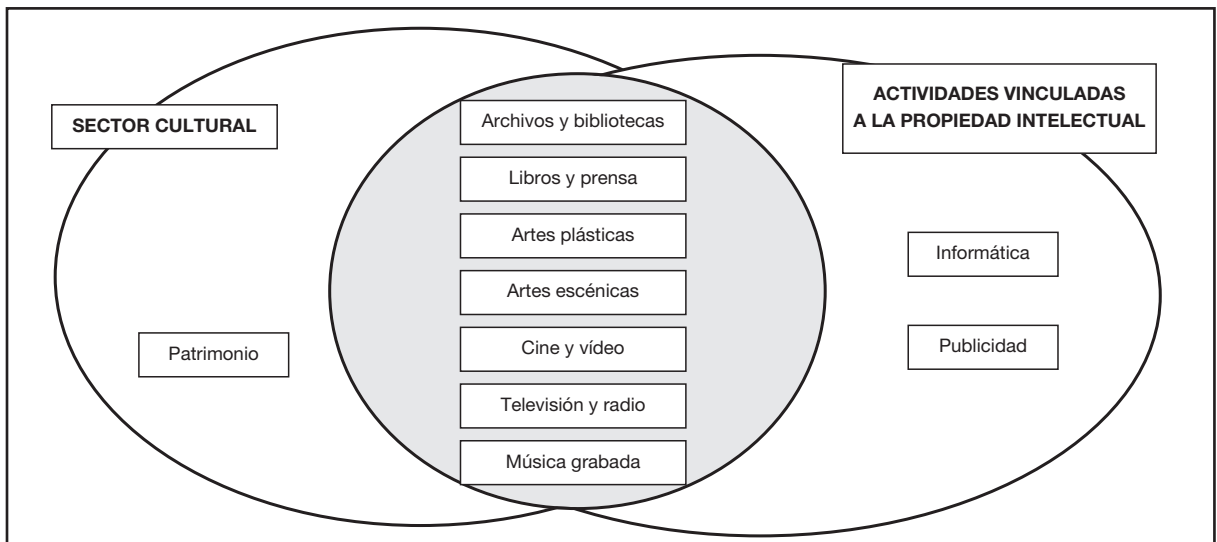 SECTOR CULTURAL
Patrimonio
Archivos y bibliotecas
Libros y prensa
Artes plásticas
Artes escénicas
Cine y vídeo
Televisión y radio
Música grabada
ACTIVIDADES VINCULADAS
A LA PROPIEDAD INTELECTUAL
Informática
Publicidad